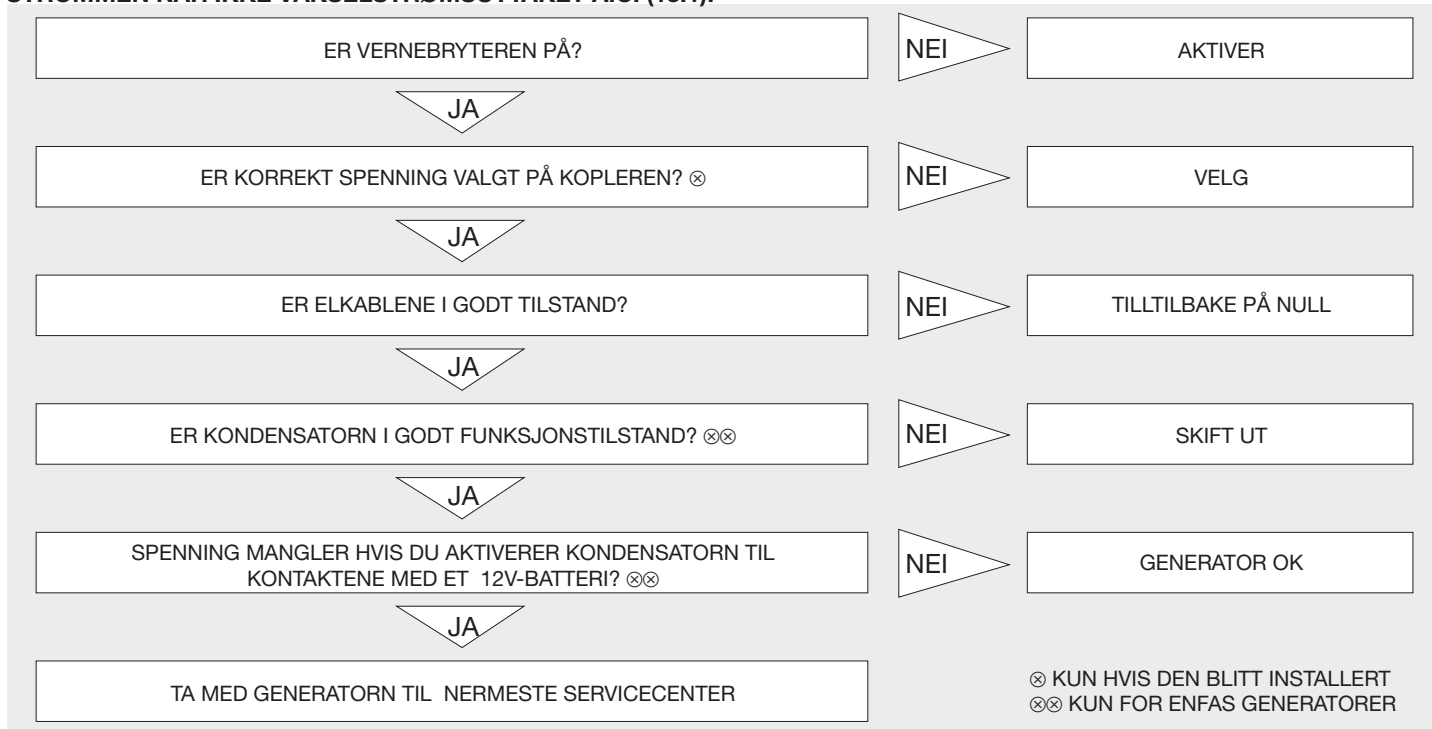 ER VERNEBRYTEREN PÅ?
NEI
AKTIVER
JA
ER KORREKT SPENNING VALGT PÅ KOPLEREN? ⊗
NEI
VELG
JA
ER ELKABLENE I GODT TILSTAND?
NEI
TILLTILBAKE PÅ NULL
JA
ER KONDENSATORN I GODT FUNKSJONSTILSTAND? ⊗⊗
NEI
SKIFT UT
JA
SPENNING MANGLER HVIS DU AKTIVERER KONDENSATORN TIL
KONTAKTENE MED ET 12V-BATTERI? ⊗⊗
NEI
GENERATOR OK
JA
TA MED GENERATORN TIL NERMESTE SERVICECENTER
⊗ KUN HVIS DEN BLITT INSTALLERT
⊗⊗ KUN FOR ENFAS GENERATORER